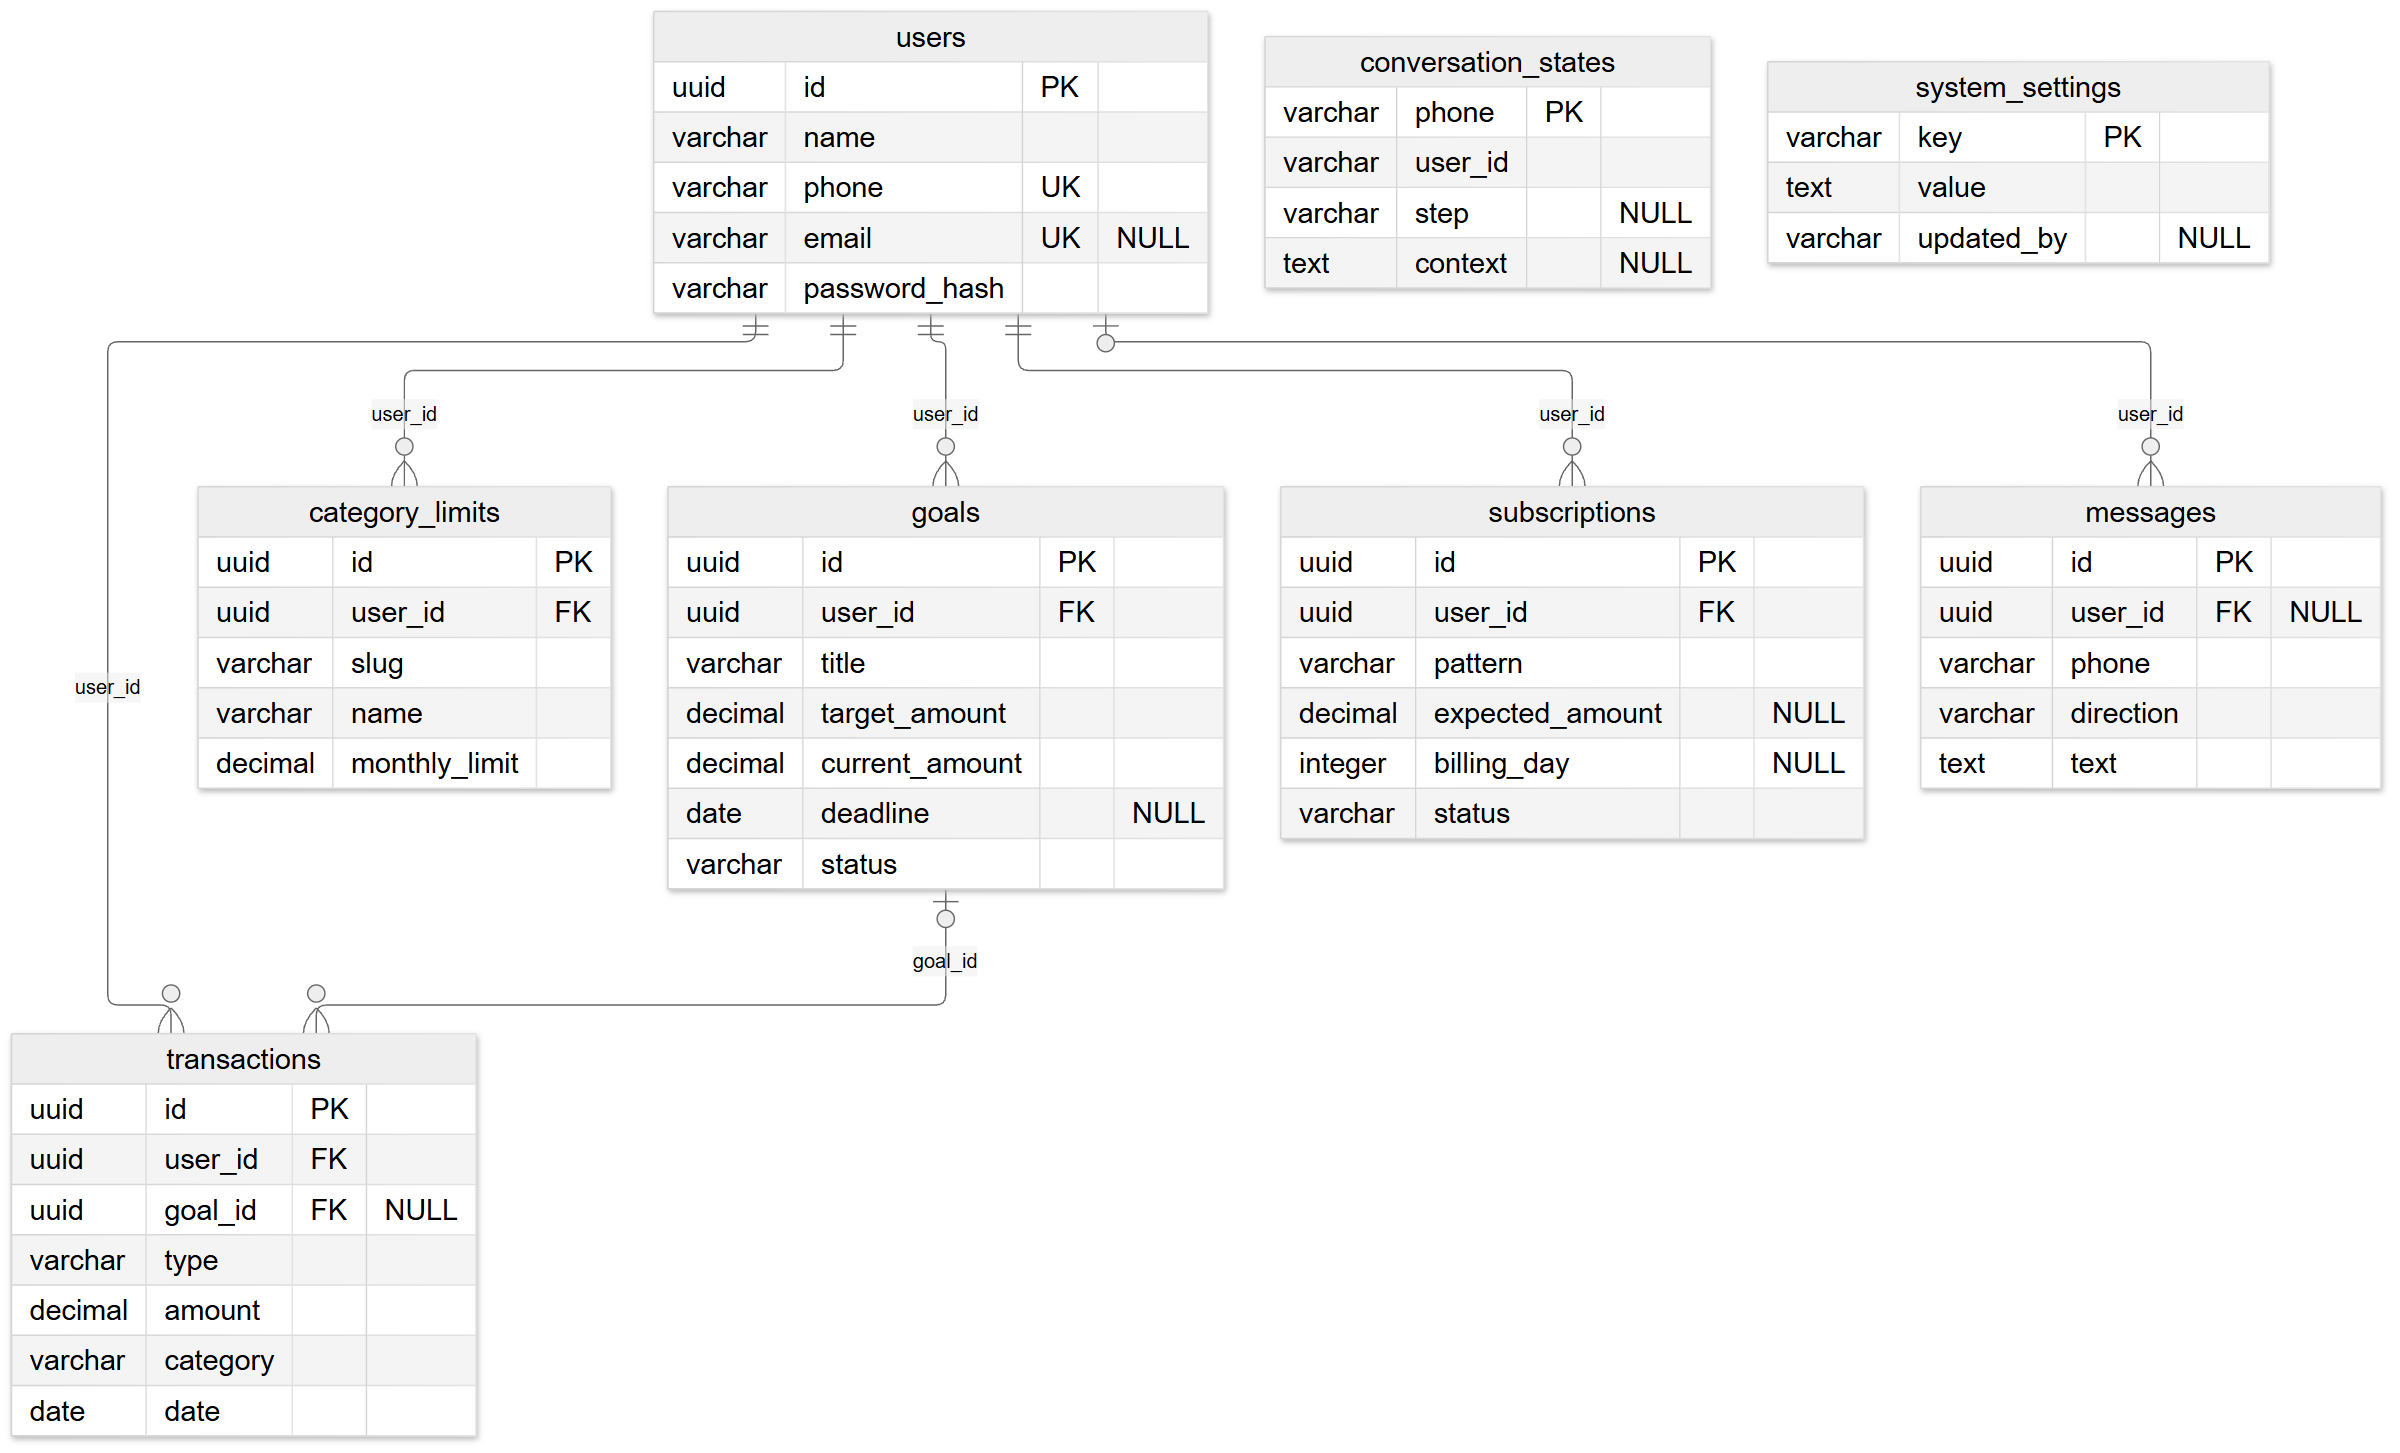 users
uuid id PK
varchar name
varchar phone UK
varchar email UK NULL
varchar password_hash
conversation_states
varchar phone PK
varchar user_id
varchar step NULL
text context NULL
system_settings
varchar key PK
text value
varchar updated_by NULL
user_id
user_id
user_id
user_id
category_limits
uuid id PK
uuid user_id FK
varchar slug
varchar name
decimal monthly_limit
goals
uuid id PK
uuid user_id FK
varchar title
decimal target_amount
decimal current_amount
date deadline NULL
varchar status
subscriptions
uuid id PK
uuid user_id FK
varchar pattern
decimal expected_amount NULL
integer billing_day NULL
varchar status
messages
uuid id PK
uuid user_id FK NULL
varchar phone
varchar direction
text text
user_id
goal_id
transactions
uuid id PK
uuid user_id FK
uuid goal_id FK NULL
varchar type
decimal amount
varchar category
date date